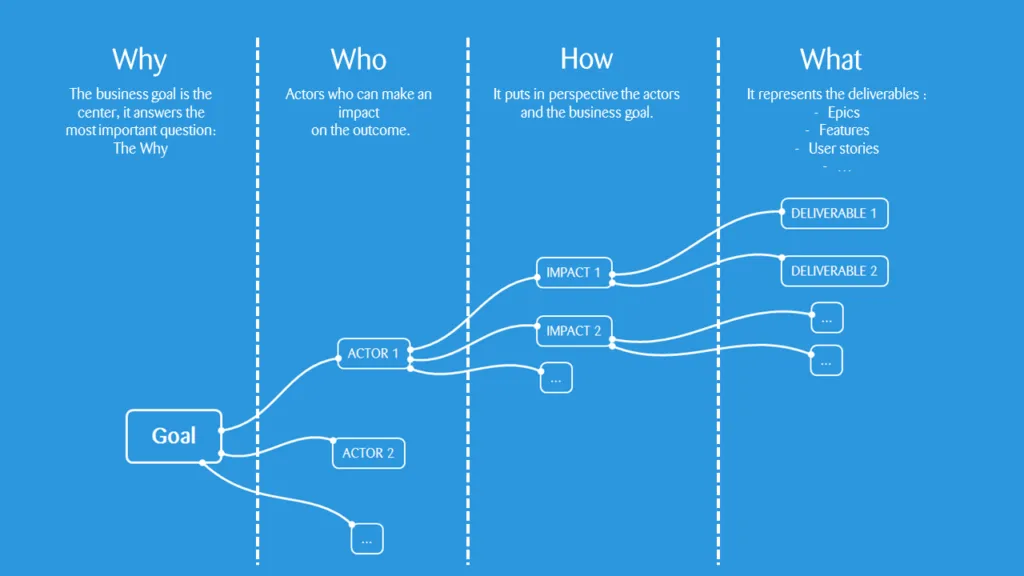 Why
The business goal is the
center, it answers the
most important question:
The Why
Who
Actors who can make an
impact
on the outcome.
How
It puts in perspective the actors
and the business goal.
What
It represents the deliverables :
- Epics
- Features
- User stories
- ...
DELIVERABLE 1
IMPACT 1
DELIVERABLE 2
...
IMPACT 2
ACTOR 1
...
...
Goal
ACTOR 2
...